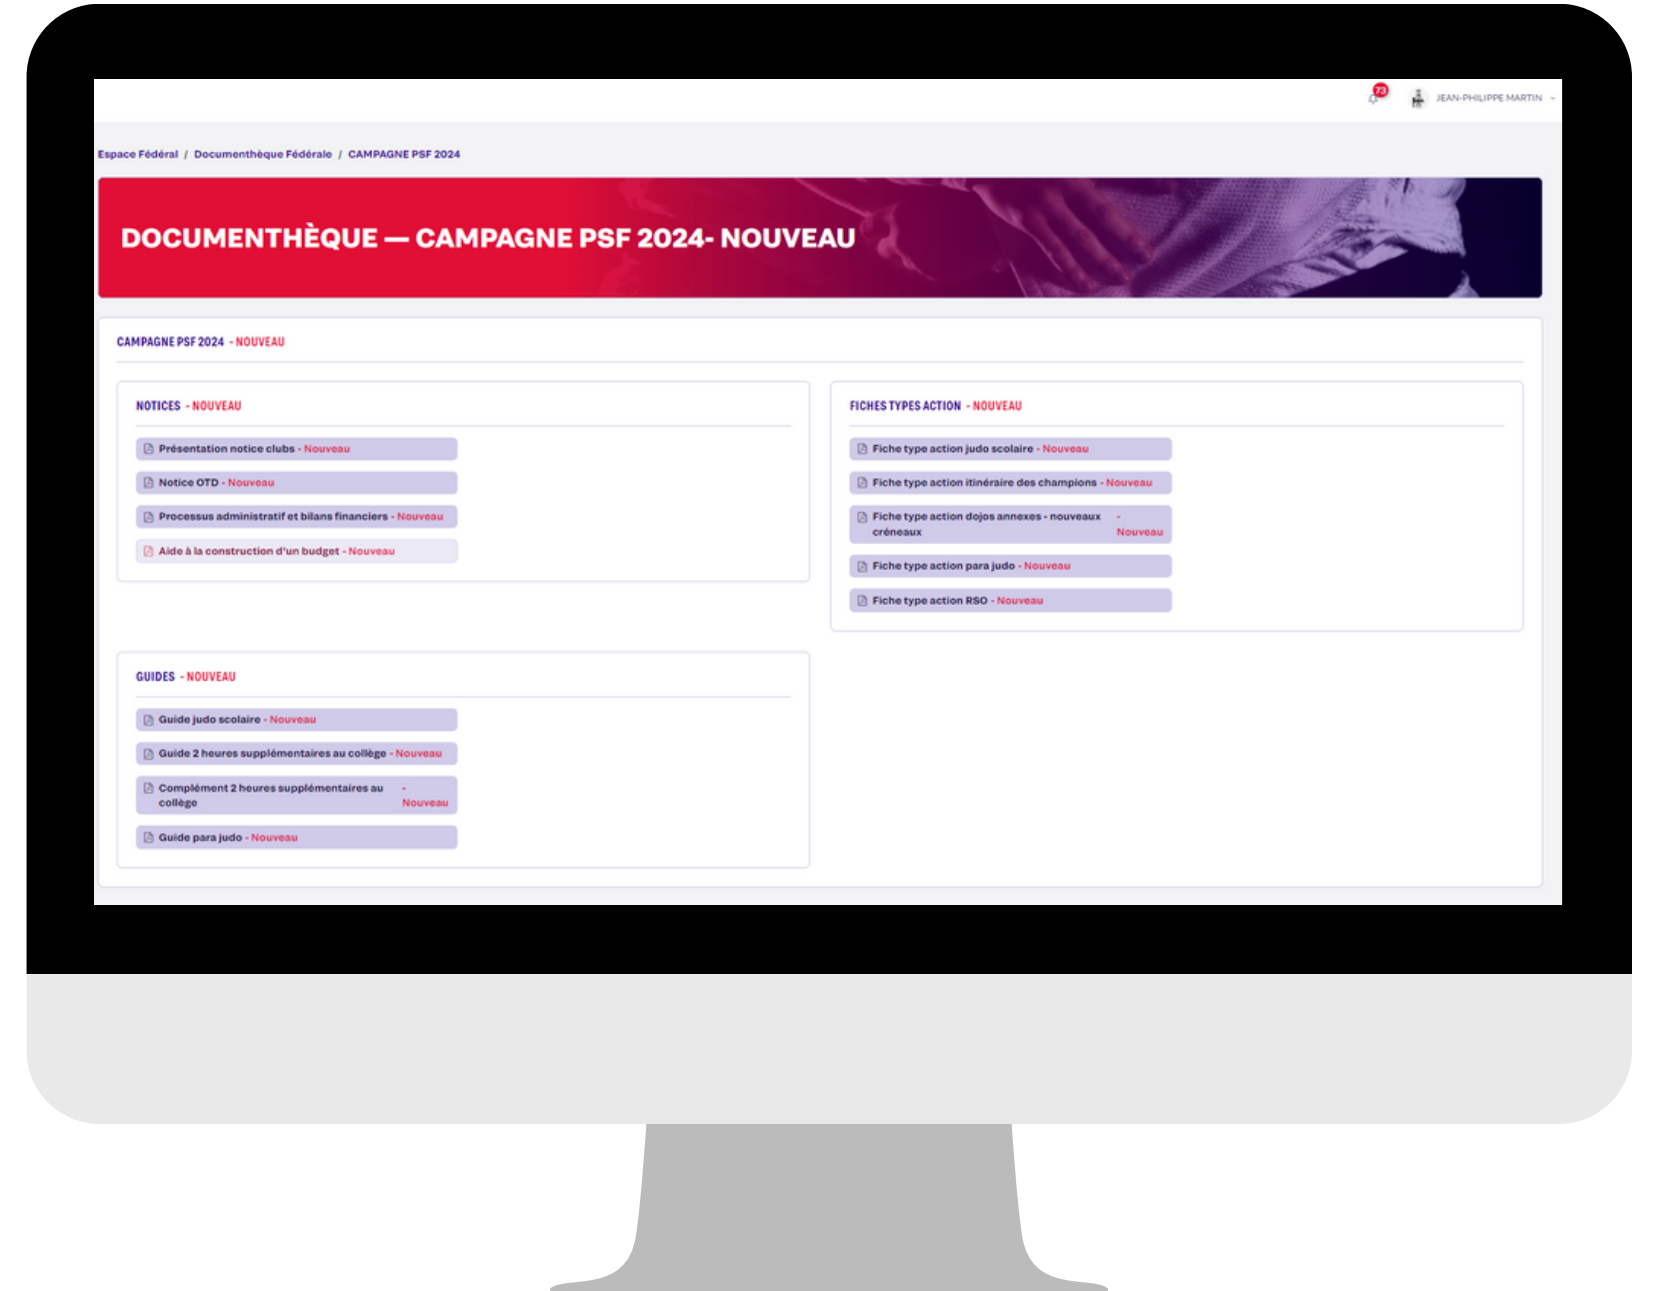 73
JEAN-PHILIPPE MARTIN
Espace Fédéral / Documenthèque Fédérale / CAMPAGNE PSF 2024
DOCUMENTHÈQUE — CAMPAGNE PSF 2024- NOUVEAU
CAMPAGNE PSF 2024 - NOUVEAU
NOTICES - NOUVEAU
Présentation notice clubs - Nouveau
Notice OTD - Nouveau
Processus administratif et bilans financiers - Nouveau
Aide à la construction d'un budget - Nouveau
FICHES TYPES ACTION - NOUVEAU
Fiche type action judo scolaire - Nouveau
Fiche type action itinéraire des champions - Nouveau
Fiche type action dojos annexes - nouveaux -
créneaux Nouveau
Fiche type action para judo - Nouveau
Fiche type action RSO - Nouveau
GUIDES - NOUVEAU
Guide judo scolaire - Nouveau
Guide 2 heures supplémentaires au collège - Nouveau
Complément 2 heures supplémentaires au -
collège Nouveau
Guide para judo - Nouveau